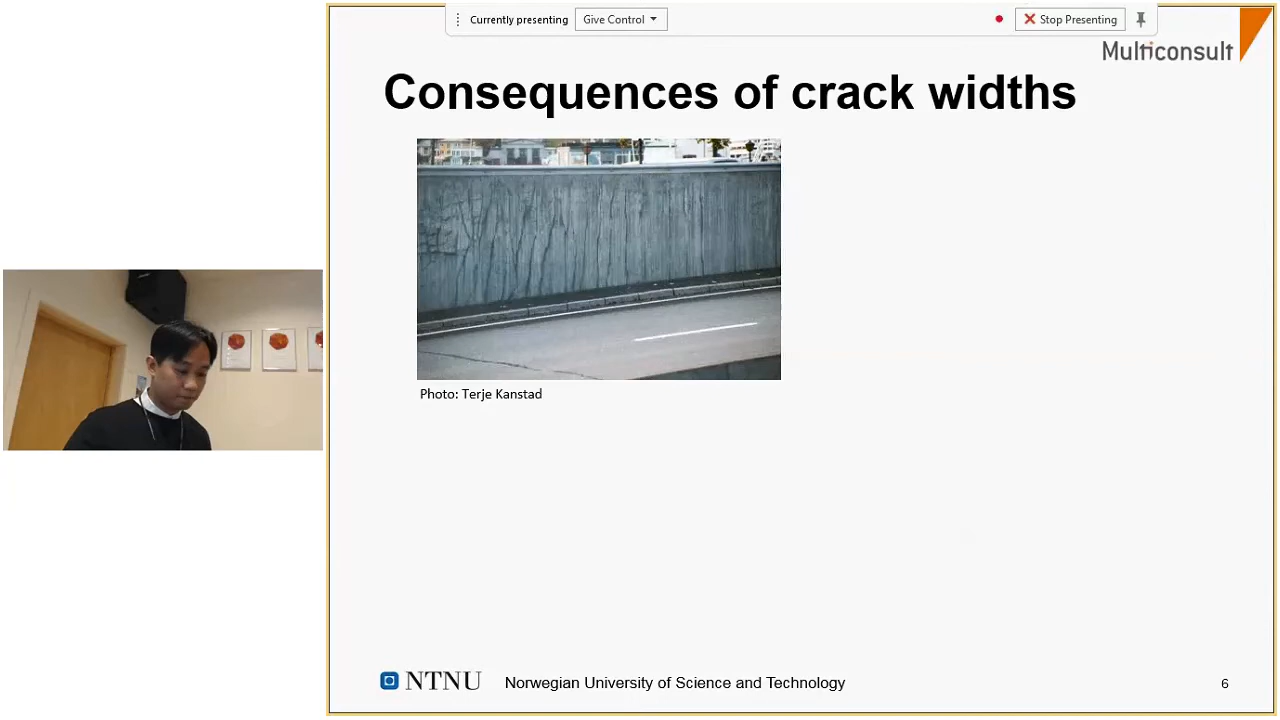 Currently presenting
Give Control
Stop Presenting
Multiconsult
Consequences of crack widths
Photo: Terje Kanstad
NTNU
Norwegian University of Science and Technology
6